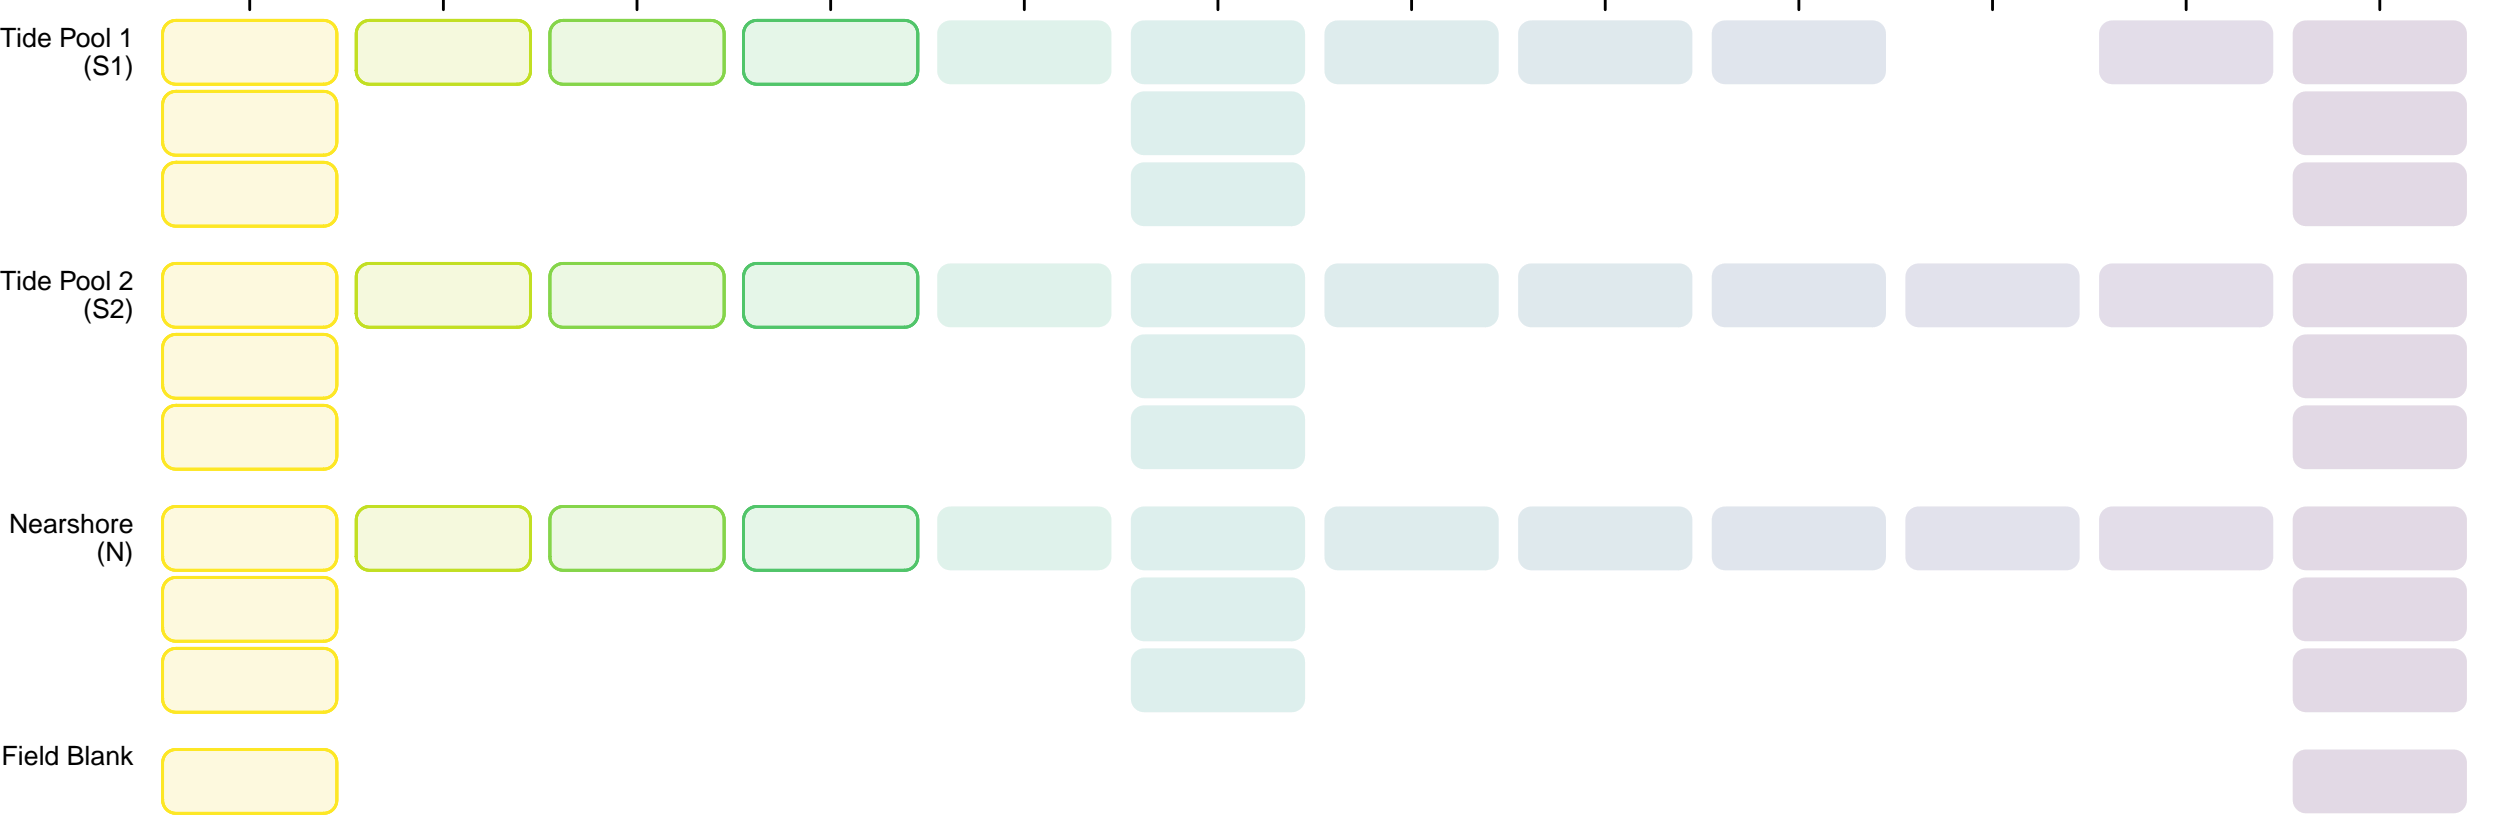 Tide Pool 1
(S1)
Tide Pool 2
(S2)
Nearshore
(N)
Field Blank